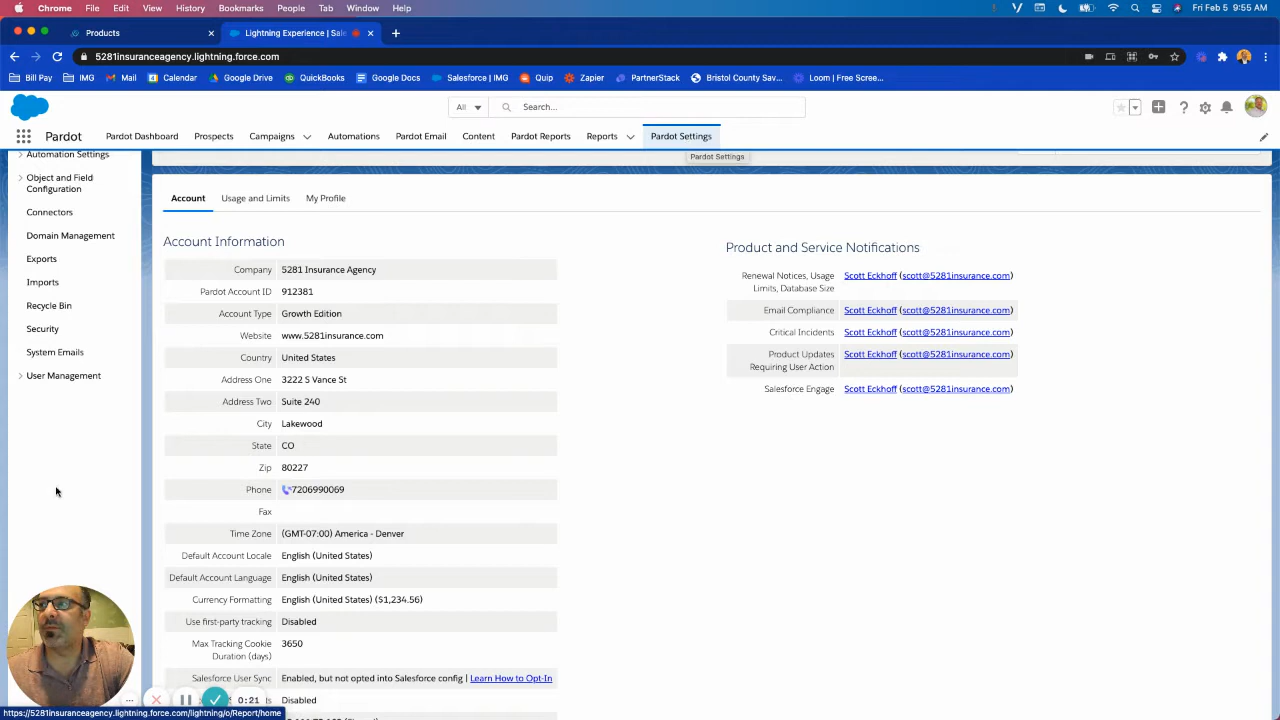 Chrome File Edit View History Bookmarks People Tab Window Help Fri Feb 5 9:55 AM
Products Lightning Experience | Sale
5281insuranceagency.lightning.force.com
Bill Pay IMG Mail Calendar Google Drive QuickBooks Google Docs Salesforce | IMG Quip Zapier PartnerStack Bristol County Sav... Loom | Free Scree...
All Search...
Pardot Pardot Dashboard Prospects Campaigns Automations Pardot Email Content Pardot Reports Reports Pardot Settings
Pardot Settings
Automation Settings
Object and Field
Configuration
Connectors
Domain Management
Exports
Imports
Recycle Bin
Security
System Emails
User Management
Account Usage and Limits My Profile
Account Information
Company 5281 Insurance Agency
Pardot Account ID 912381
Account Type Growth Edition
Website www.5281insurance.com
Country United States
Address One 3222 S Vance St
Address Two Suite 240
City Lakewood
State CO
Zip 80227
Phone 7206990069
Fax
Time Zone (GMT-07:00) America - Denver
Default Account Locale English (United States)
Default Account Language English (United States)
Currency Formatting English (United States) ($1,234.56)
Use first-party tracking Disabled
Max Tracking Cookie 3650
Duration (days)
Salesforce User Sync Enabled, but not opted into Salesforce config | Learn How to Opt-In
Disabled
Product and Service Notifications
Renewal Notices, Usage Scott Eckhoff (scott@5281insurance.com)
Limits, Database Size
Email Compliance Scott Eckhoff (scott@5281insurance.com)
Critical Incidents Scott Eckhoff (scott@5281insurance.com)
Product Updates Scott Eckhoff (scott@5281insurance.com)
Requiring User Action
Salesforce Engage Scott Eckhoff (scott@5281insurance.com)
0:21
https://5281insuranceagency.lightning.force.com/lightning/o/Report/home